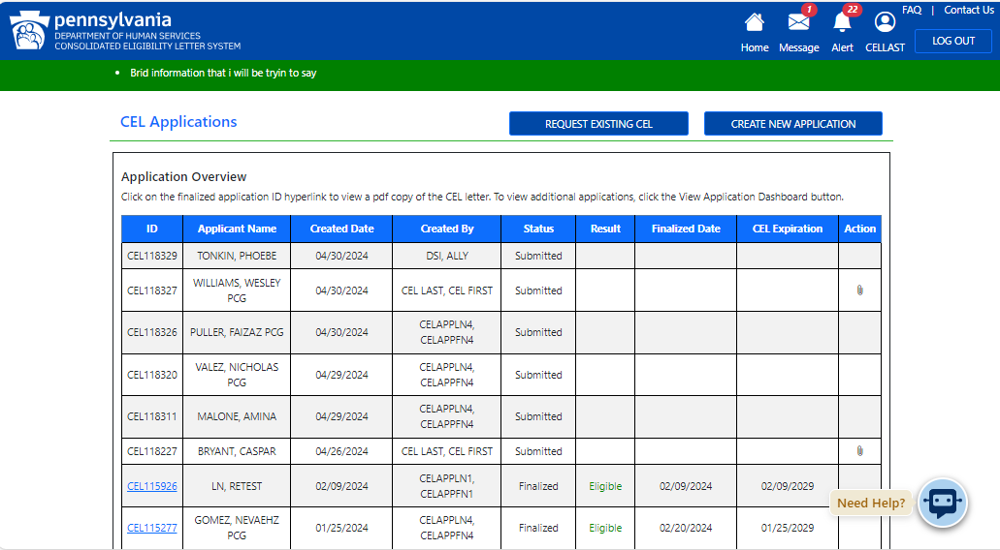 pennsylvania
DEPARTMENT OF HUMAN SERVICES
CONSOLIDATED ELIGIBILITY LETTER SYSTEM
1
22
FAQ | Contact Us
Home Message Alert CELLAST LOG OUT
• Brid information that i will be tryin to say
CEL Applications
REQUEST EXISTING CEL CREATE NEW APPLICATION
Application Overview
Click on the finalized application ID hyperlink to view a pdf copy of the CEL letter. To view additional applications, click the View Application Dashboard button.
ID Applicant Name Created Date Created By Status Result Finalized Date CEL Expiration Action
CEL118329 TONKIN, PHOEBE 04/30/2024 DSI, ALLY Submitted
CEL118327 WILLIAMS, WESLEY PCG 04/30/2024 CEL LAST, CEL FIRST Submitted
CEL118326 PULLER, FAIZAZ PCG 04/30/2024 CELAPPLN4, CELAPPFN4 Submitted
CEL118320 VALEZ, NICHOLAS PCG 04/29/2024 CELAPPLN4, CELAPPFN4 Submitted
CEL118311 MALONE, AMINA 04/29/2024 CELAPPLN4, CELAPPFN4 Submitted
CEL118227 BRYANT, CASPAR 04/26/2024 CEL LAST, CEL FIRST Submitted
CEL115926 LN, RETEST 02/09/2024 CELAPPLN1, CELAPPFN1 Finalized Eligible 02/09/2024 02/09/2029
CEL115277 GOMEZ, NEVAEHZ PCG 01/25/2024 CELAPPLN4, CELAPPFN4 Finalized Eligible 02/20/2024 01/25/2029
Need Help?